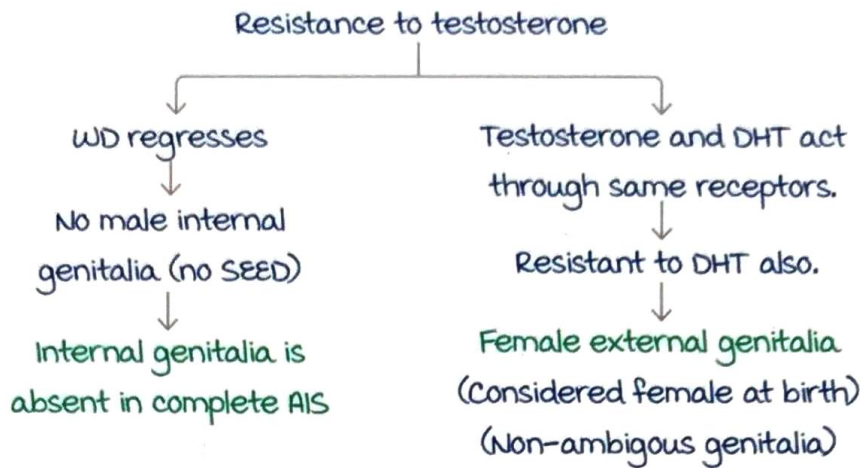 Resistance to testosterone
WD regresses
No male internal
genitalia (no SEED)
Internal genitalia is
absent in complete AIS
Testosterone and DHT act
through same receptors.
Resistant to DHT also.
Female external genitalia
(Considered female at birth)
(Non-ambigous genitalia)